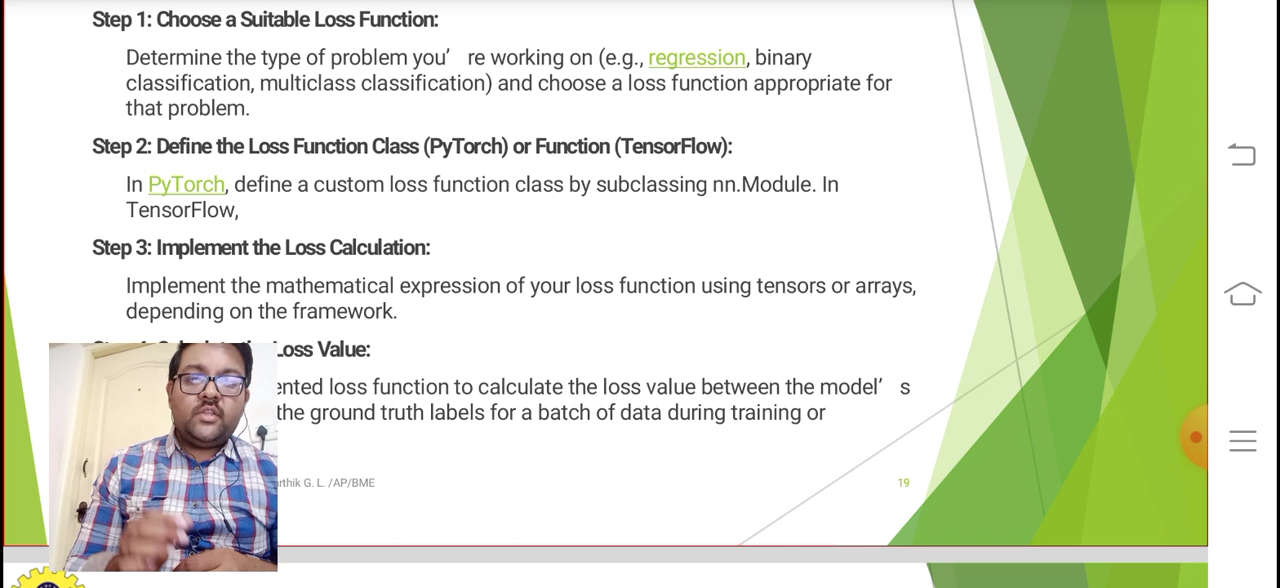 Step 1: Choose a Suitable Loss Function:
Determine the type of problem you’ re working on (e.g., regression, binary
classification, multiclass classification) and choose a loss function appropriate for
that problem.
Step 2: Define the Loss Function Class (PyTorch) or Function (TensorFlow):
In PyTorch, define a custom loss function class by subclassing nn.Module. In
TensorFlow,
Step 3: Implement the Loss Calculation:
Implement the mathematical expression of your loss function using tensors or arrays,
depending on the framework.
Loss Value:
loss function to calculate the loss value between the model’ s
the ground truth labels for a batch of data during training or
G. L. /AP/BME
19